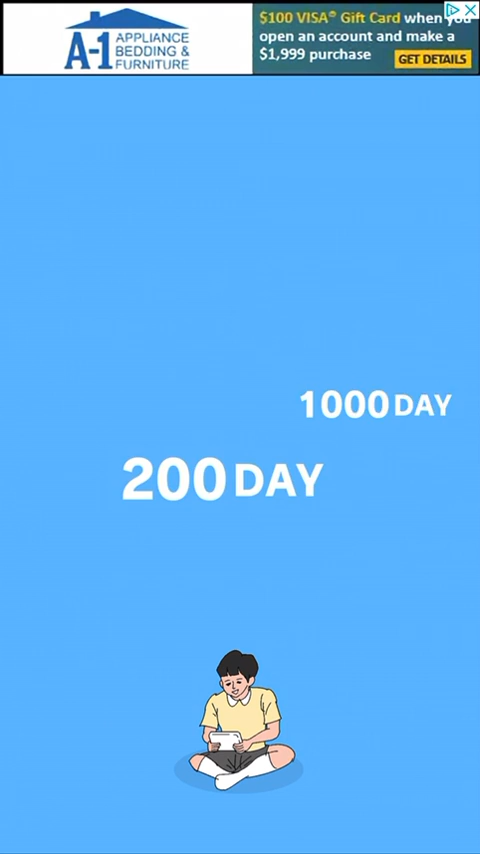 A-1 APPLIANCE
BEDDING &
FURNITURE
$100 VISA® Gift Card when you
open an account and make a
$1,999 purchase
GET DETAILS
1000 DAY
200 DAY